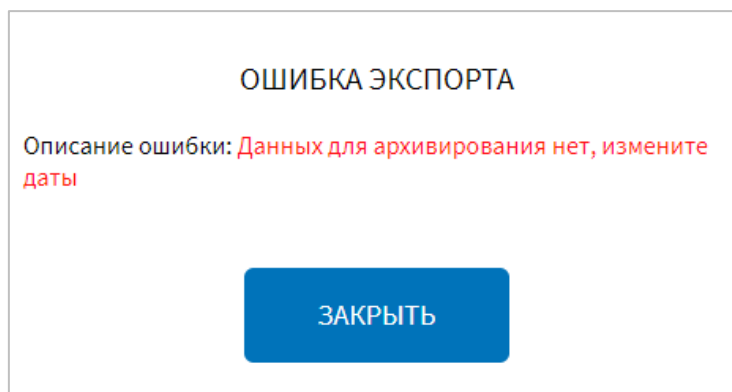 ОШИБКА ЭКСПОРТА
Описание ошибки: Данных для архивирования нет, измените
даты
ЗАКРЫТЬ